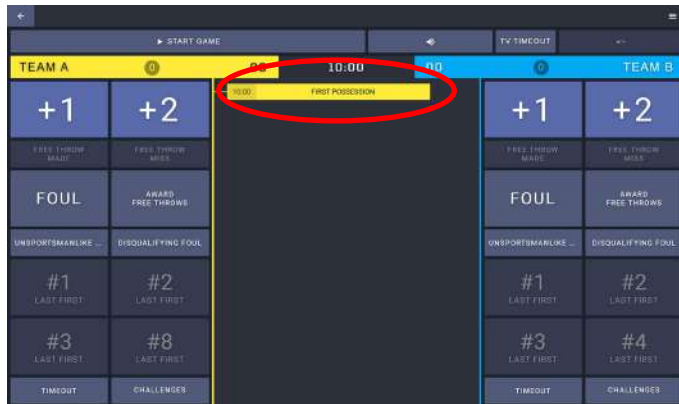 ▶ START GAME
TV TIMEOUT
TEAM A 0 00 10:00 00 0 TEAM B
10:00 FIRST POSSESSION
+1 +2 +1 +2
FREE THROW MADE FREE THROW MISS FREE THROW MADE FREE THROW MISS
FOUL AWARD FREE THROWS FOUL AWARD FREE THROWS
UNSPORTSMANLIKE ... DISQUALIFYING FOUL UNSPORTSMANLIKE ... DISQUALIFYING FOUL
#1 #2 #1 #2
LAST FIRST LAST FIRST LAST FIRST LAST FIRST
#3 #8 #3 #4
LAST FIRST LAST FIRST LAST FIRST LAST FIRST
TIMEOUT CHALLENGES TIMEOUT CHALLENGES